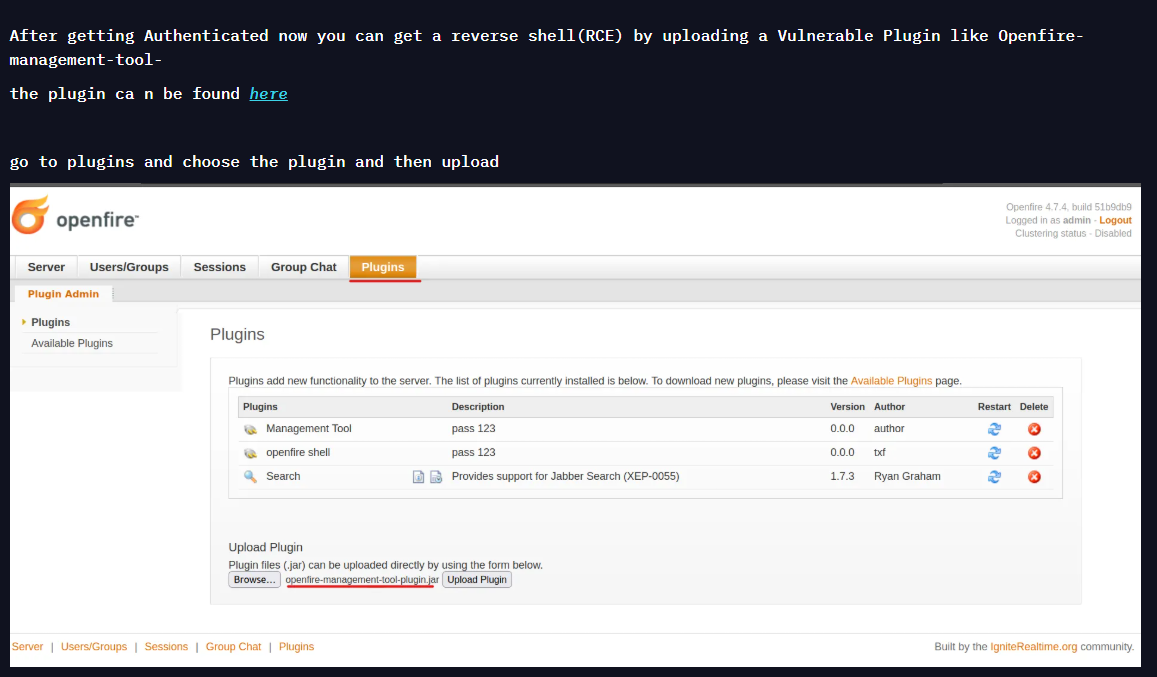 After getting Authenticated now you can get a reverse shell(RCE) by uploading a Vulnerable Plugin like Openfire-
management-tool-
the plugin ca n be found here
go to plugins and choose the plugin and then upload
openfire™
Openfire 4.7.4, build 51b9db9
Logged in as admin - Logout
Clustering status - Disabled
Server Users/Groups Sessions Group Chat Plugins
Plugin Admin
Plugins
Available Plugins
Plugins
Plugins add new functionality to the server. The list of plugins currently installed is below. To download new plugins, please visit the Available Plugins page.
Plugins Description Version Author Restart Delete
Management Tool pass 123 0.0.0 author
openfire shell pass 123 0.0.0 txf
Search Provides support for Jabber Search (XEP-0055) 1.7.3 Ryan Graham
Upload Plugin
Plugin files (.jar) can be uploaded directly by using the form below.
Browse... openfire-management-tool-plugin.jar Upload Plugin
Server | Users/Groups | Sessions | Group Chat | Plugins
Built by the IgniteRealtime.org community.